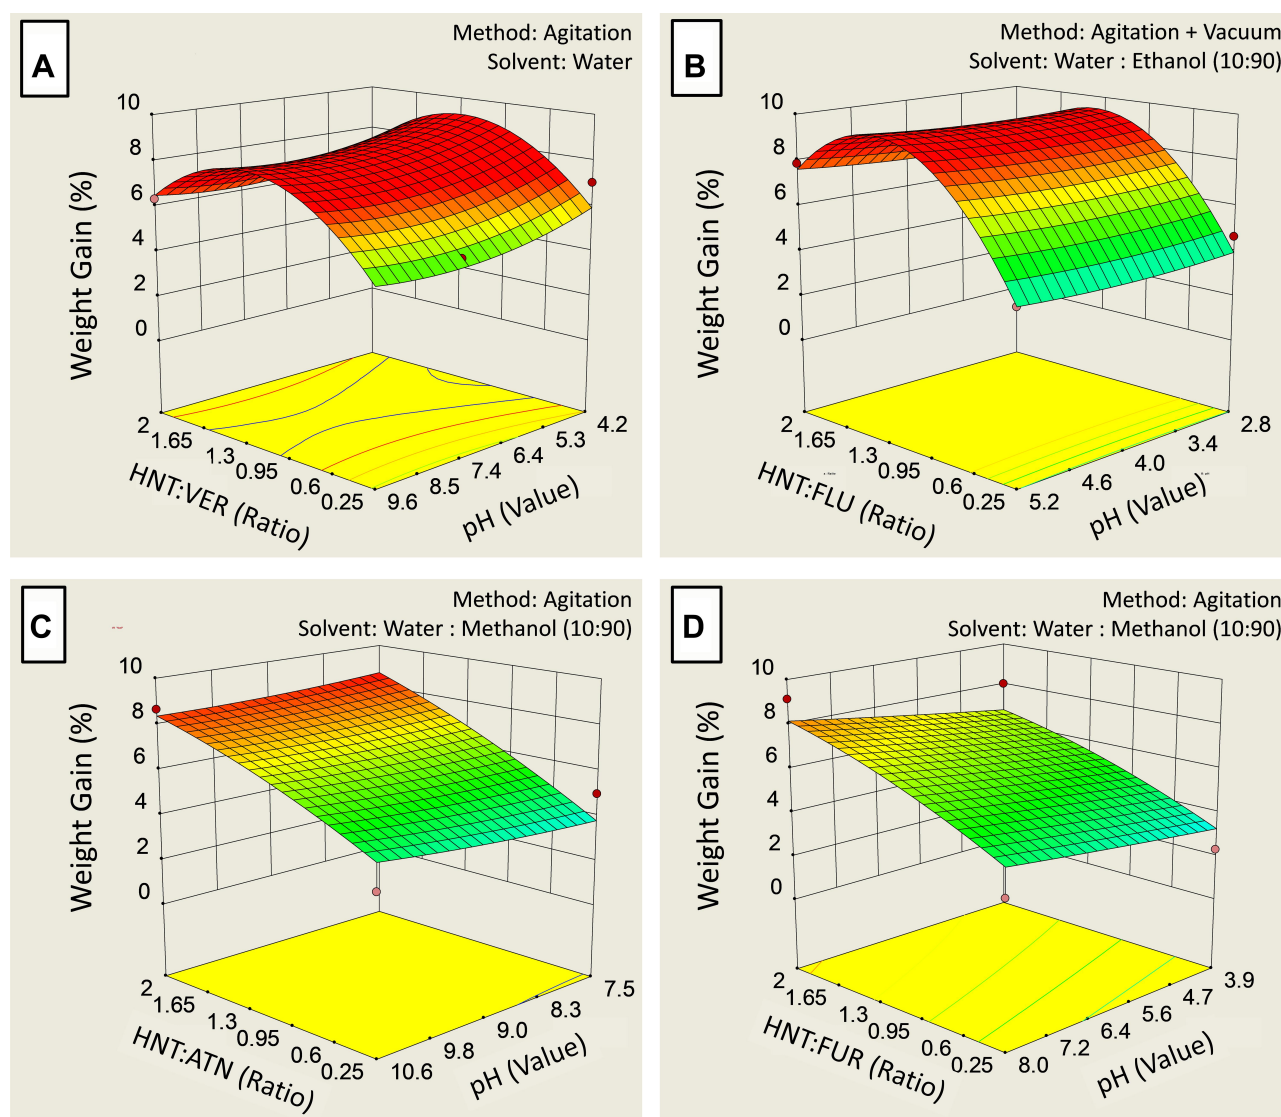 A
Method: Agitation
Solvent: Water
10
8
6
4
2
0
Weight Gain (%)
2
1.65
1.3
0.95
0.6
0.25
HNT:VER (Ratio)
9.6
8.5
7.4
6.4
5.3
4.2
pH (Value)
B
Method: Agitation + Vacuum
Solvent: Water : Ethanol (10:90)
10
8
6
4
2
0
Weight Gain (%)
2
1.65
1.3
0.95
0.6
0.25
HNT:FLU (Ratio)
5.2
4.6
4.0
3.4
2.8
pH (Value)
C
Method: Agitation
Solvent: Water : Methanol (10:90)
10
8
6
4
2
0
Weight Gain (%)
2
1.65
1.3
0.95
0.6
0.25
HNT:ATN (Ratio)
10.6
9.8
9.0
8.3
7.5
pH (Value)
D
Method: Agitation
Solvent: Water : Methanol (10:90)
10
8
6
4
2
0
Weight Gain (%)
2
1.65
1.3
0.95
0.6
0.25
HNT:FUR (Ratio)
8.0
7.2
6.4
5.6
4.7
3.9
pH (Value)